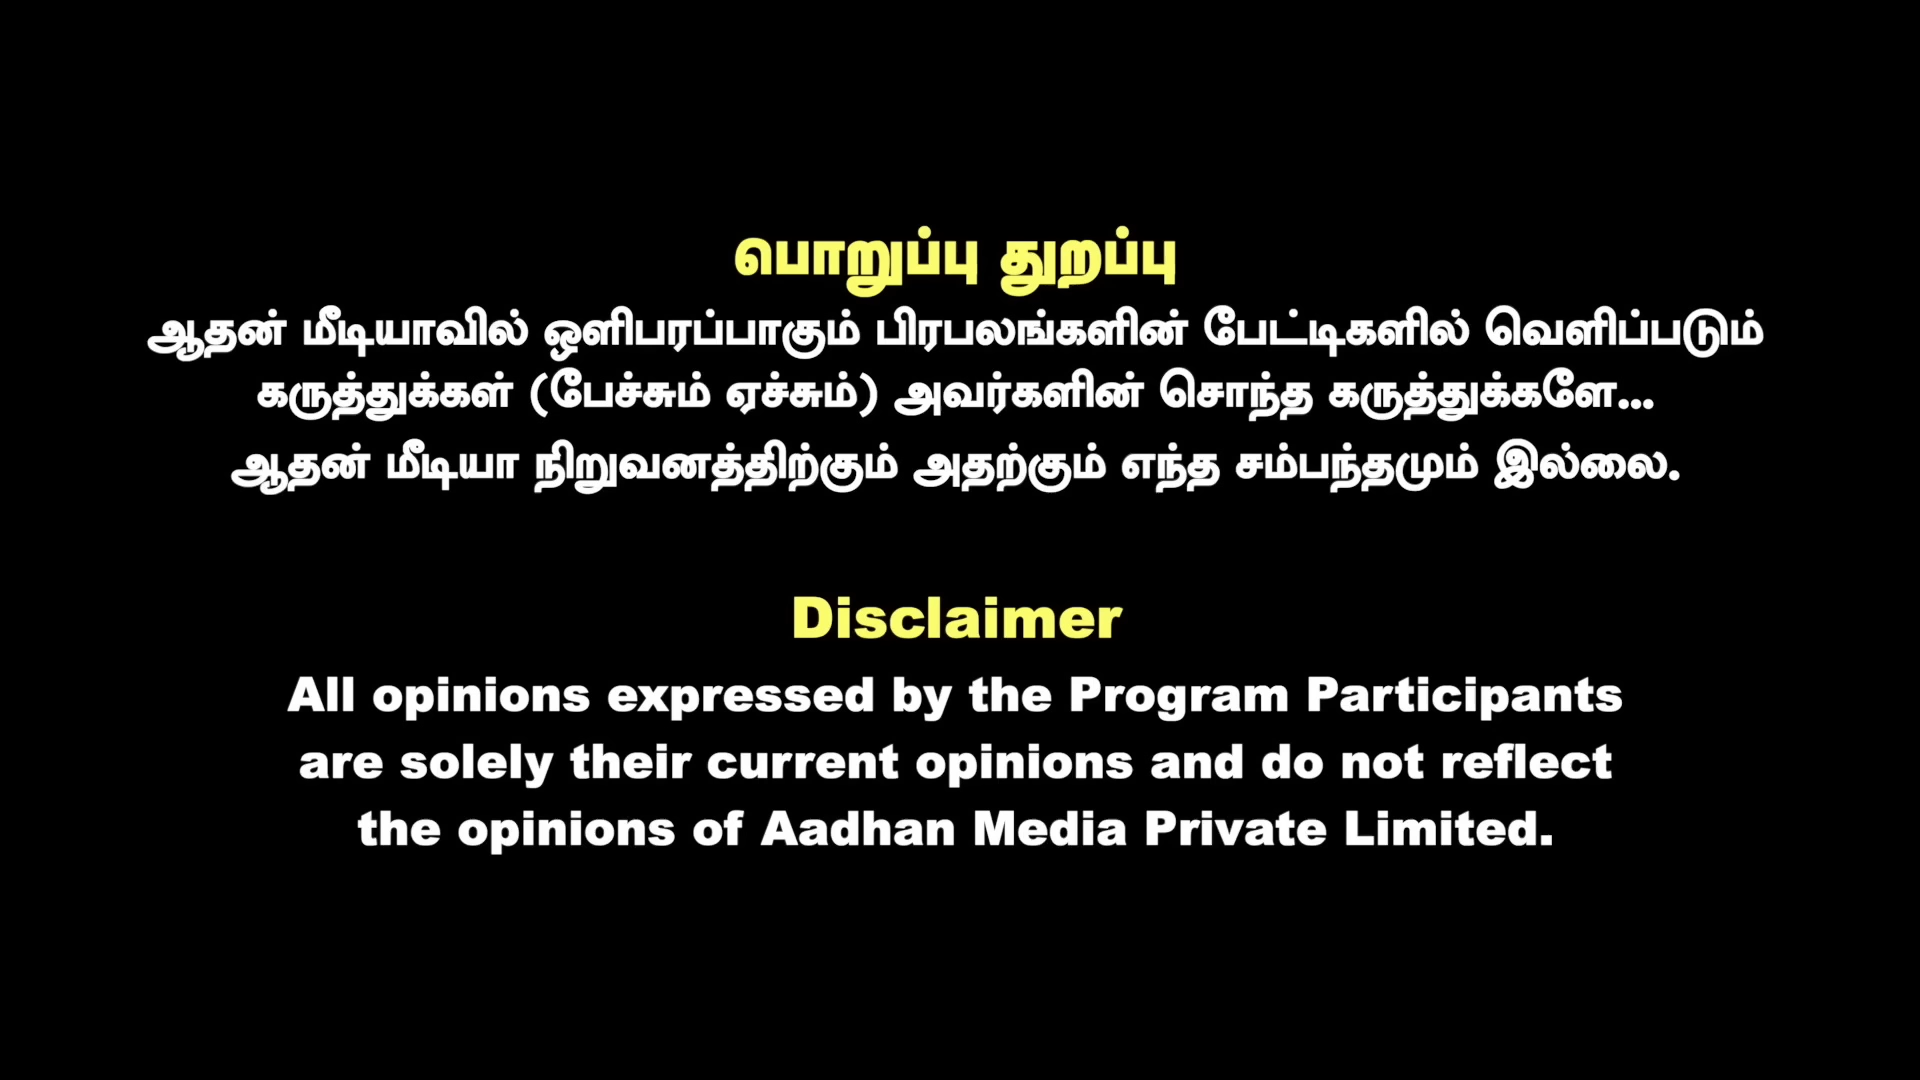 பொறுப்பு துறப்பு
ஆதன் மீடியாவில் ஒளிபரப்பாகும் பிரபலங்களின் பேட்டிகளில் வெளிப்படும்
கருத்துக்கள் (பேச்சும் ஏச்சும்) அவர்களின் சொந்த கருத்துக்களே...
ஆதன் மீடியா நிறுவனத்திற்கும் அதற்கும் எந்த சம்பந்தமும் இல்லை.
Disclaimer
All opinions expressed by the Program Participants
are solely their current opinions and do not reflect
the opinions of Aadhan Media Private Limited.